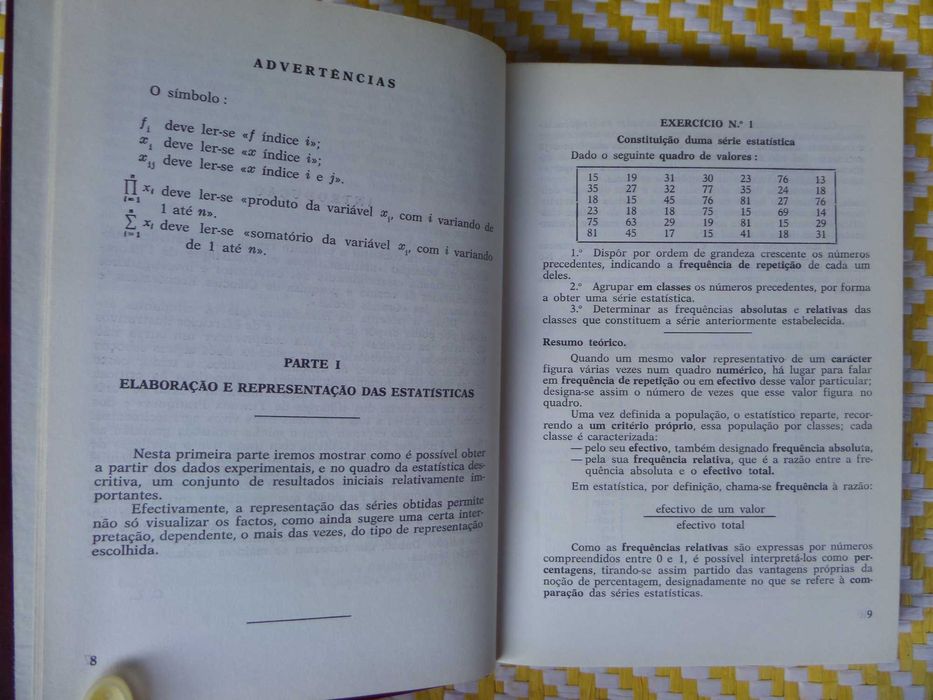 ADVERTÊNCIAS
O símbolo :
fi deve ler-se «f índice i»;
xi deve ler-se «x índice i»;
xij deve ler-se «x índice i e j».
n
∏ xi deve ler-se «produto da variável xi, com i variando de
i=1
1 até n».
n
∑ xi deve ler-se «somatório da variável xi, com i variando
i=1
de 1 até n».
PARTE I
ELABORAÇÃO E REPRESENTAÇÃO DAS ESTATÍSTICAS
Nesta primeira parte iremos mostrar como é possível obter
a partir dos dados experimentais, e no quadro da estatística des-
critiva, um conjunto de resultados iniciais relativamente im-
portantes.
Efectivamente, a representação das séries obtidas permite
não só visualizar os factos, como ainda sugere uma certa inter-
pretação, dependente, o mais das vezes, do tipo de representação
escolhida.
8
EXERCÍCIO N.º 1
Constituição duma série estatística
Dado o seguinte quadro de valores :
15 19 31 30 23 76 13
35 27 32 77 35 24 18
18 15 45 76 81 27 76
23 18 18 75 15 69 14
75 63 29 19 81 15 29
81 45 17 15 41 18 31
1.º Dispôr por ordem de grandeza crescente os números
precedentes, indicando a frequência de repetição de cada um
deles.
2.º Agrupar em classes os números precedentes, por forma
a obter uma série estatística.
3.º Determinar as frequências absolutas e relativas das
classes que constituem a série anteriormente estabelecida.
Resumo teórico.
Quando um mesmo valor representativo de um carácter
figura várias vezes num quadro numérico, há lugar para falar
em frequência de repetição ou em efectivo desse valor particular;
designa-se assim o número de vezes que esse valor figura no
quadro.
Uma vez definida a população, o estatístico reparte, recor-
rendo a um critério próprio, essa população por classes; cada
classe é caracterizada:
— pelo seu efectivo, também designado frequência absoluta,
— pela sua frequência relativa, que é a razão entre a fre-
quência absoluta e o efectivo total.
Em estatística, por definição, chama-se frequência à razão:
efectivo de um valor
efectivo total
Como as frequências relativas são expressas por números
compreendidos entre 0 e 1, é possível interpretá-los como per-
centagens, tirando-se assim partido das vantagens próprias da
noção de percentagem, designadamente no que se refere à com-
paração das séries estatísticas.
9